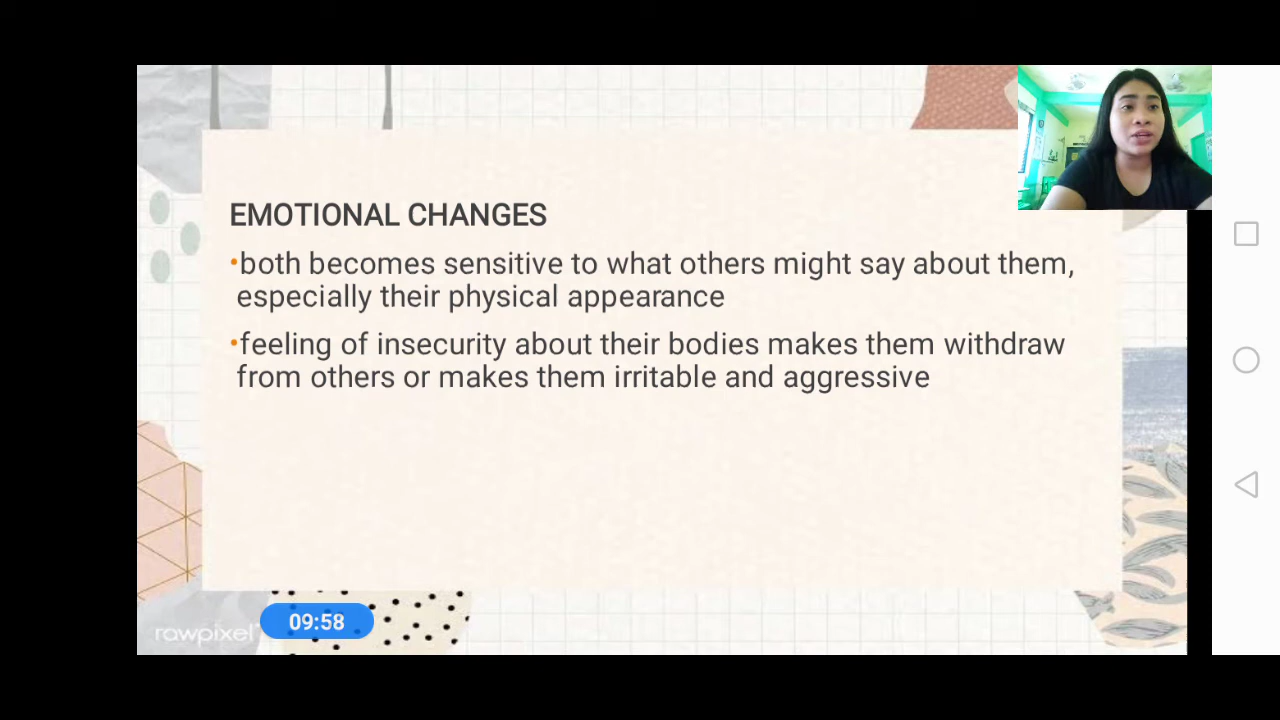 EMOTIONAL CHANGES
•both becomes sensitive to what others might say about them,
especially their physical appearance
•feeling of insecurity about their bodies makes them withdraw
from others or makes them irritable and aggressive
09:58
rawpixel